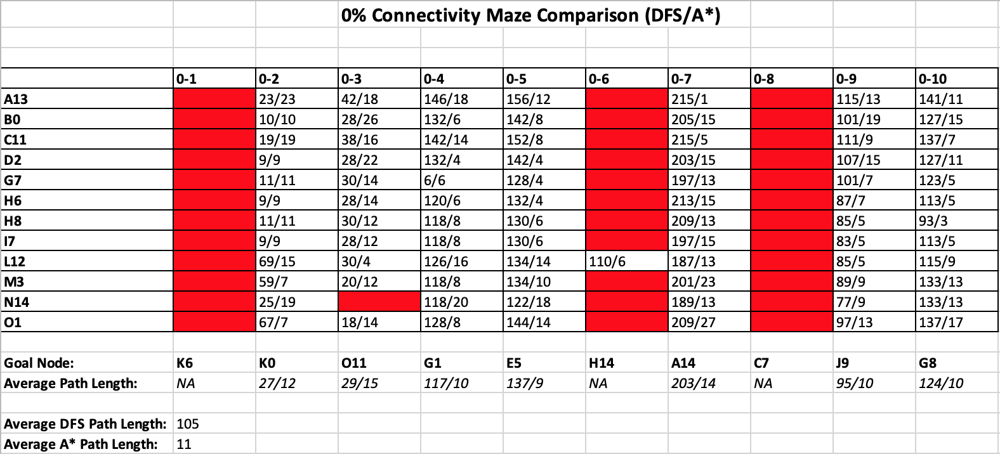 0% Connectivity Maze Comparison (DFS/A*)
0-1 0-2 0-3 0-4 0-5 0-6 0-7 0-8 0-9 0-10
A13 23/23 42/18 146/18 156/12 215/1 115/13 141/11
B0 10/10 28/26 132/6 142/8 205/15 101/19 127/15
C11 19/19 38/16 142/14 152/8 215/5 111/9 137/7
D2 9/9 28/22 132/4 142/4 203/15 107/15 127/11
G7 11/11 30/14 6/6 128/4 197/13 101/7 123/5
H6 9/9 28/14 120/6 132/4 213/15 87/7 113/5
H8 11/11 30/12 118/8 130/6 209/13 85/5 93/3
I7 9/9 28/12 118/8 130/6 197/15 83/5 113/5
L12 69/15 30/4 126/16 134/14 110/6 187/13 85/5 115/9
M3 59/7 20/12 118/8 134/10 201/23 89/9 133/13
N14 25/19 118/20 122/18 189/13 77/9 133/13
O1 67/7 18/14 128/8 144/14 209/27 97/13 137/17
Goal Node: K6 K0 O11 G1 E5 H14 A14 C7 J9 G8
Average Path Length: NA 27/12 29/15 117/10 137/9 NA 203/14 NA 95/10 124/10
Average DFS Path Length: 105
Average A* Path Length: 11